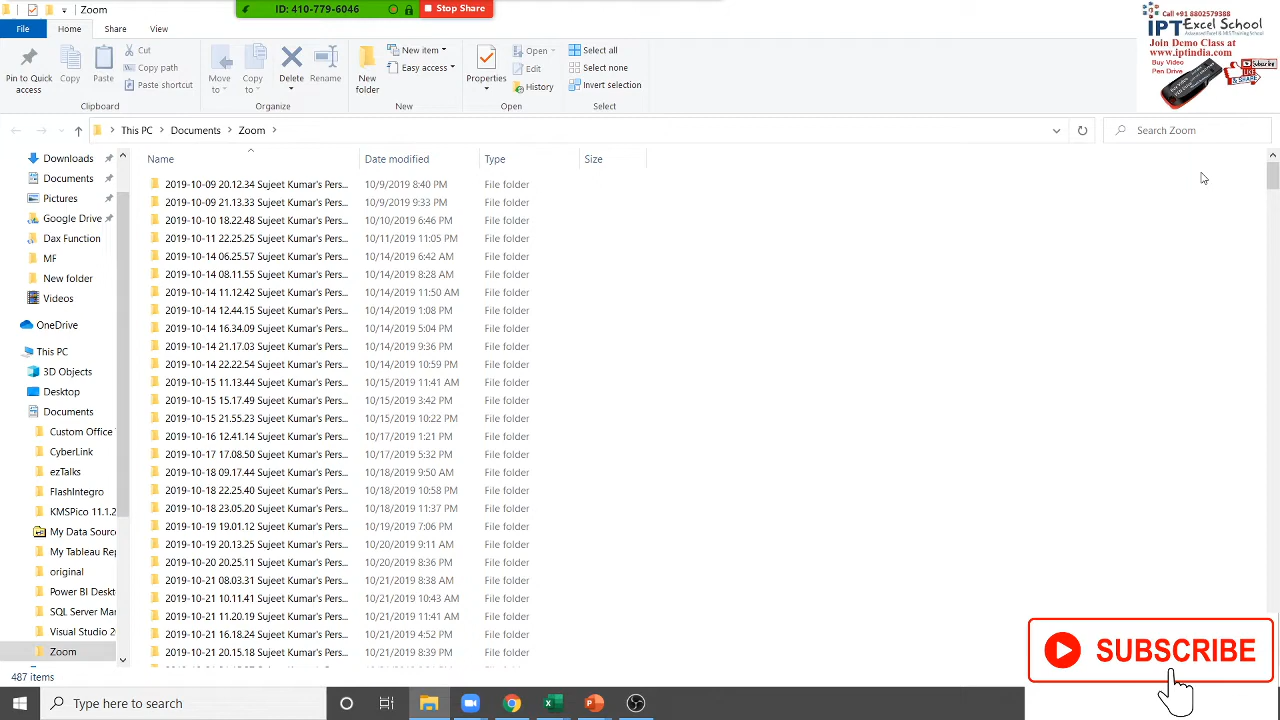 Zoom
ID: 410-779-6046
Stop Share
File
Home
Share
View
Pin to Quick access
Copy
Paste
Cut
Copy path
Paste shortcut
Clipboard
Move to
Copy to
Delete
Rename
Organize
New folder
New item
Easy access
New
Properties
Open
Edit
History
Open
Select all
Select none
Invert selection
Select
Call +91 8802579388
IPT Excel School
Advanced Excel & MIS Training School
Join Demo Class at
www.iptindia.com
Buy Video
Pen Drive
Subscribe
& SHARE
This PC
Documents
Zoom
Search Zoom
Downloads
Documents
Pictures
Google Drive
Dax Function
MF
New folder
Videos
OneDrive
This PC
3D Objects
Desktop
Documents
Custom Office
CyberLink
ezTalks
FlashIntegro
KMSPico 11.1.2
My Data Sourc
My Tableau Rep
original
Power BI Deskt
SQL Server Mar
Visual Studio 2
Zoom
Name Date modified Type Size
2019-10-09 20.12.34 Sujeet Kumar's Pers... 10/9/2019 8:40 PM File folder
2019-10-09 21.13.33 Sujeet Kumar's Pers... 10/9/2019 9:33 PM File folder
2019-10-10 18.22.48 Sujeet Kumar's Pers... 10/10/2019 6:46 PM File folder
2019-10-11 22.25.25 Sujeet Kumar's Pers... 10/11/2019 11:05 PM File folder
2019-10-14 06.25.57 Sujeet Kumar's Pers... 10/14/2019 6:42 AM File folder
2019-10-14 08.11.55 Sujeet Kumar's Pers... 10/14/2019 8:28 AM File folder
2019-10-14 11.12.42 Sujeet Kumar's Pers... 10/14/2019 11:50 AM File folder
2019-10-14 12.44.15 Sujeet Kumar's Pers... 10/14/2019 1:08 PM File folder
2019-10-14 16.34.09 Sujeet Kumar's Pers... 10/14/2019 5:04 PM File folder
2019-10-14 21.17.03 Sujeet Kumar's Pers... 10/14/2019 9:36 PM File folder
2019-10-14 22.22.54 Sujeet Kumar's Pers... 10/14/2019 10:59 PM File folder
2019-10-15 11.13.44 Sujeet Kumar's Pers... 10/15/2019 11:41 AM File folder
2019-10-15 15.17.49 Sujeet Kumar's Pers... 10/15/2019 3:42 PM File folder
2019-10-15 21.55.23 Sujeet Kumar's Pers... 10/15/2019 10:22 PM File folder
2019-10-16 12.41.14 Sujeet Kumar's Pers... 10/17/2019 1:21 PM File folder
2019-10-17 17.08.50 Sujeet Kumar's Pers... 10/17/2019 5:32 PM File folder
2019-10-18 09.17.44 Sujeet Kumar's Pers... 10/18/2019 9:50 AM File folder
2019-10-18 22.25.40 Sujeet Kumar's Pers... 10/18/2019 10:58 PM File folder
2019-10-18 23.05.20 Sujeet Kumar's Pers... 10/18/2019 11:37 PM File folder
2019-10-19 19.01.12 Sujeet Kumar's Pers... 10/19/2019 7:06 PM File folder
2019-10-19 20.13.25 Sujeet Kumar's Pers... 10/20/2019 9:11 AM File folder
2019-10-20 20.25.11 Sujeet Kumar's Pers... 10/20/2019 8:36 PM File folder
2019-10-21 08.03.31 Sujeet Kumar's Pers... 10/21/2019 8:38 AM File folder
2019-10-21 10.11.41 Sujeet Kumar's Pers... 10/21/2019 10:43 AM File folder
2019-10-21 11.20.19 Sujeet Kumar's Pers... 10/21/2019 11:41 AM File folder
2019-10-21 16.18.24 Sujeet Kumar's Pers... 10/21/2019 4:52 PM File folder
2019-10-21 20.15.18 Sujeet Kumar's Pers... 10/21/2019 8:39 PM File folder
487 items
SUBSCRIBE
Type here to search